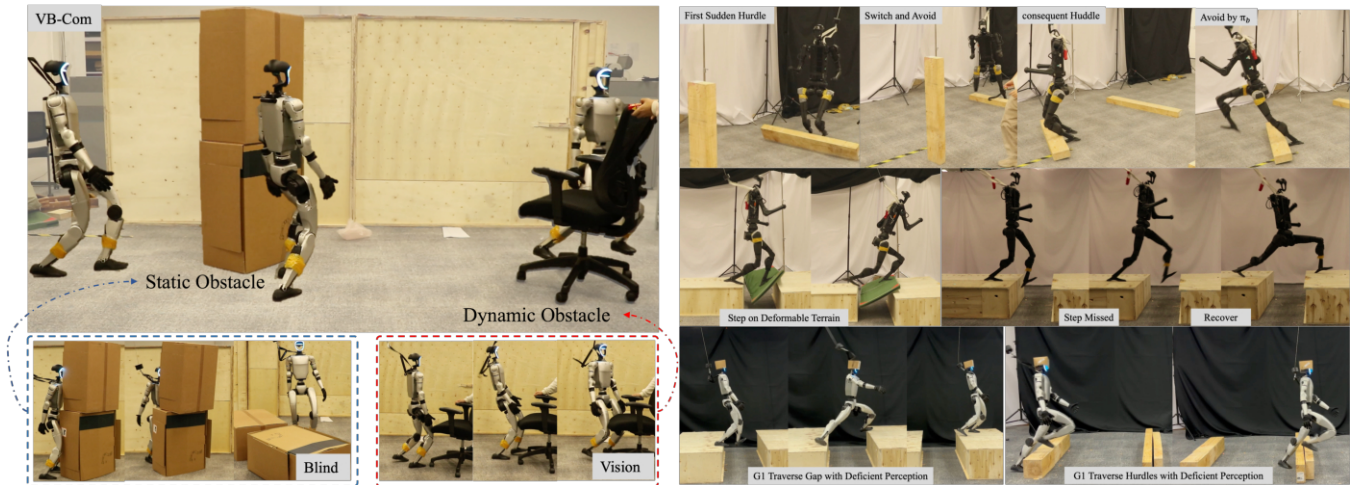 VB-Com
Static Obstacle
Dynamic Obstacle
Blind
Vision
First Sudden Hurdle
Switch and Avoid
consequent Huddle
Avoid by π_b
Step on Deformable Terrain
Step Missed
Recover
G1 Traverse Gap with Deficient Perception
G1 Traverse Hurdles with Deficient Perception